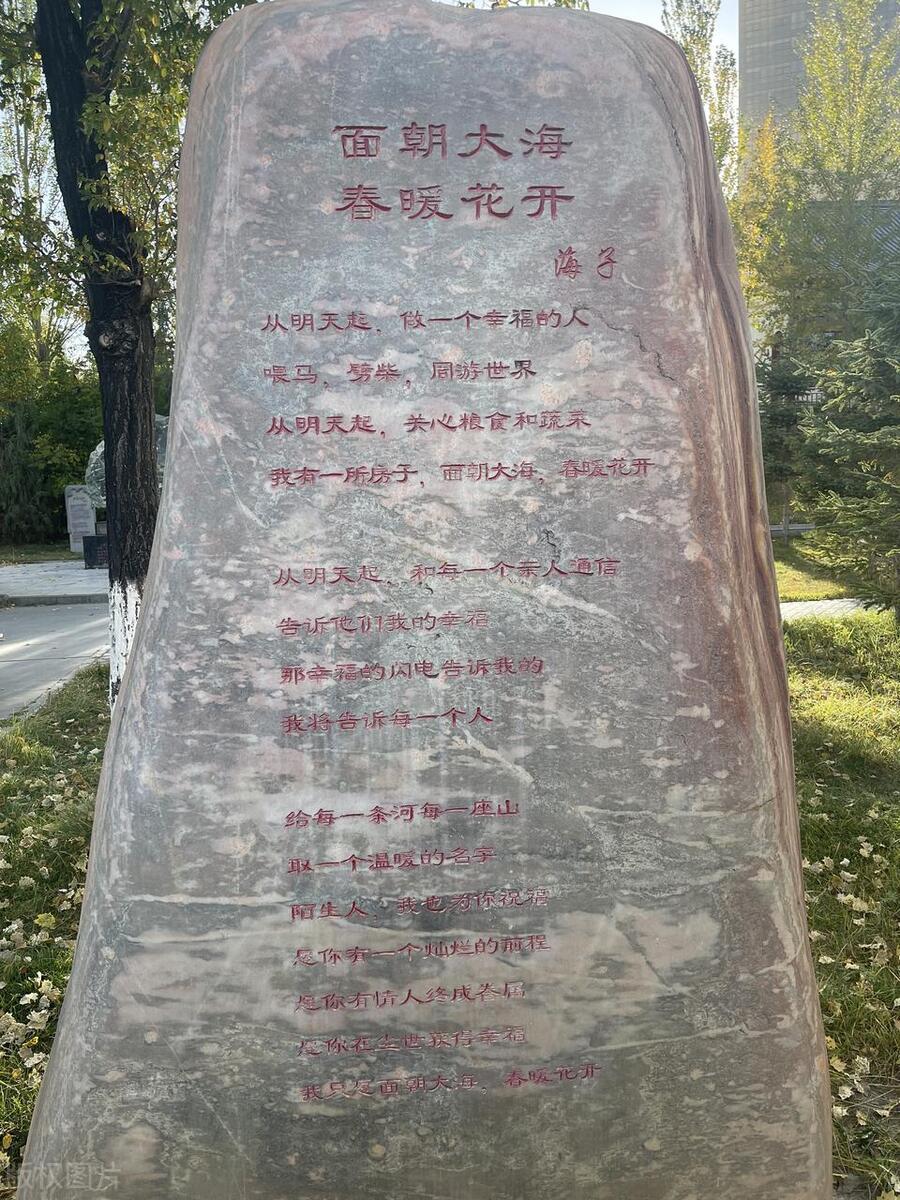 面朝大海
春暖花开
海子
从明天起，做一个幸福的人
喂马，劈柴，周游世界
从明天起，关心粮食和蔬菜
我有一所房子，面朝大海，春暖花开
从明天起，和每一个亲人通信
告诉他们我的幸福
那幸福的闪电告诉我的
我将告诉每一个人
给每一条河每一座山
取一个温暖的名字
陌生人，我也为你祝福
愿你有一个灿烂的前程
愿你有情人终成眷属
愿你在尘世获得幸福
我只愿面朝大海，春暖花开
版权图片